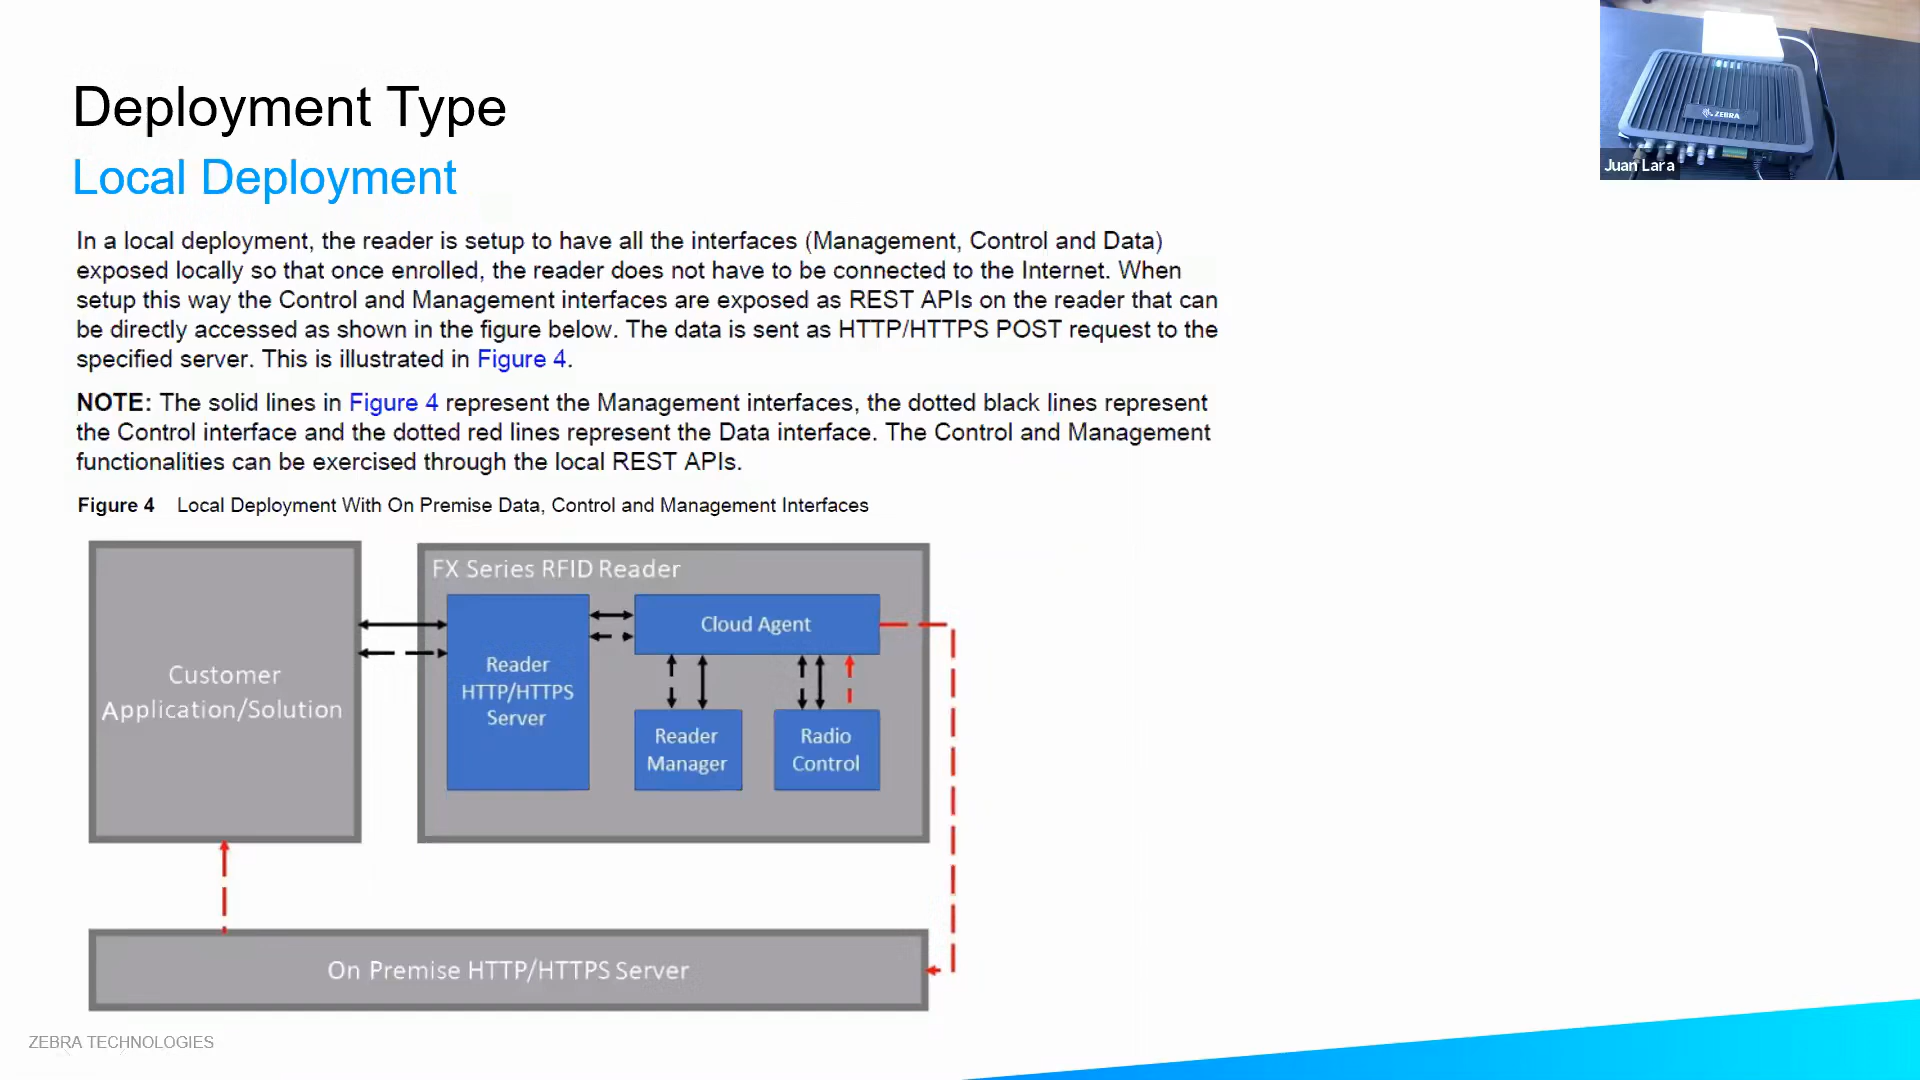 Deployment Type
Local Deployment
In a local deployment, the reader is setup to have all the interfaces (Management, Control and Data)
exposed locally so that once enrolled, the reader does not have to be connected to the Internet. When
setup this way the Control and Management interfaces are exposed as REST APIs on the reader that can
be directly accessed as shown in the figure below. The data is sent as HTTP/HTTPS POST request to the
specified server. This is illustrated in Figure 4.
NOTE: The solid lines in Figure 4 represent the Management interfaces, the dotted black lines represent
the Control interface and the dotted red lines represent the Data interface. The Control and Management
functionalities can be exercised through the local REST APIs.
Figure 4 Local Deployment With On Premise Data, Control and Management Interfaces
Customer
Application/Solution
FX Series RFID Reader
Reader
HTTP/HTTPS
Server
Cloud Agent
Reader
Manager
Radio
Control
On Premise HTTP/HTTPS Server
ZEBRA TECHNOLOGIES
ZEBRA
Juan Lara